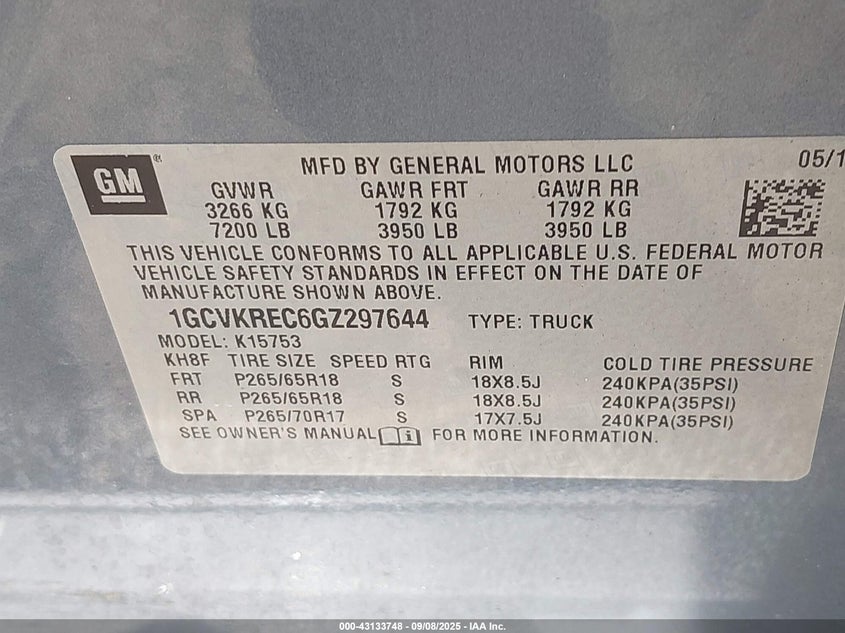 GM
MFD BY GENERAL MOTORS LLC 05/1
GVWR GAWR FRT GAWR RR
3266 KG 1792 KG 1792 KG
7200 LB 3950 LB 3950 LB
THIS VEHICLE CONFORMS TO ALL APPLICABLE U.S. FEDERAL MOTOR
VEHICLE SAFETY STANDARDS IN EFFECT ON THE DATE OF
MANUFACTURE SHOWN ABOVE.
1GCVKREC6GZ297644 TYPE: TRUCK
MODEL: K15753
KH8F TIRE SIZE SPEED RTG RIM COLD TIRE PRESSURE
FRT P265/65R18 S 18X8.5J 240KPA(35PSI)
RR P265/65R18 S 18X8.5J 240KPA(35PSI)
SPA P265/70R17 S 17X7.5J 240KPA(35PSI)
SEE OWNER'S MANUAL FOR MORE INFORMATION.
000-43133748 - 09/08/2025 - IAA Inc.